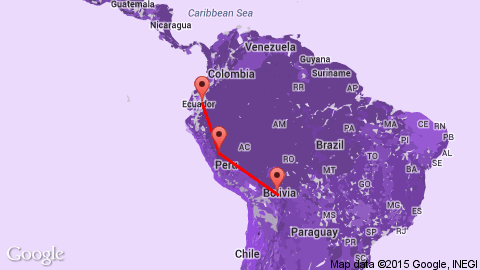 Caribbean Sea
Guatemala
Nicaragua
Venezuela
Guyana
Suriname
Colombia
RR
AP
Ecuador
AM
PA
MA
CE
RN
PB
PI
AC
Brazil
AL
SE
Peru
RO
TO
MT
Bolivia
GO
MG
ES
MS
Paraguay
SP
RJ
PR
Chile
SC
Google
Map data ©2015 Google, INEGI